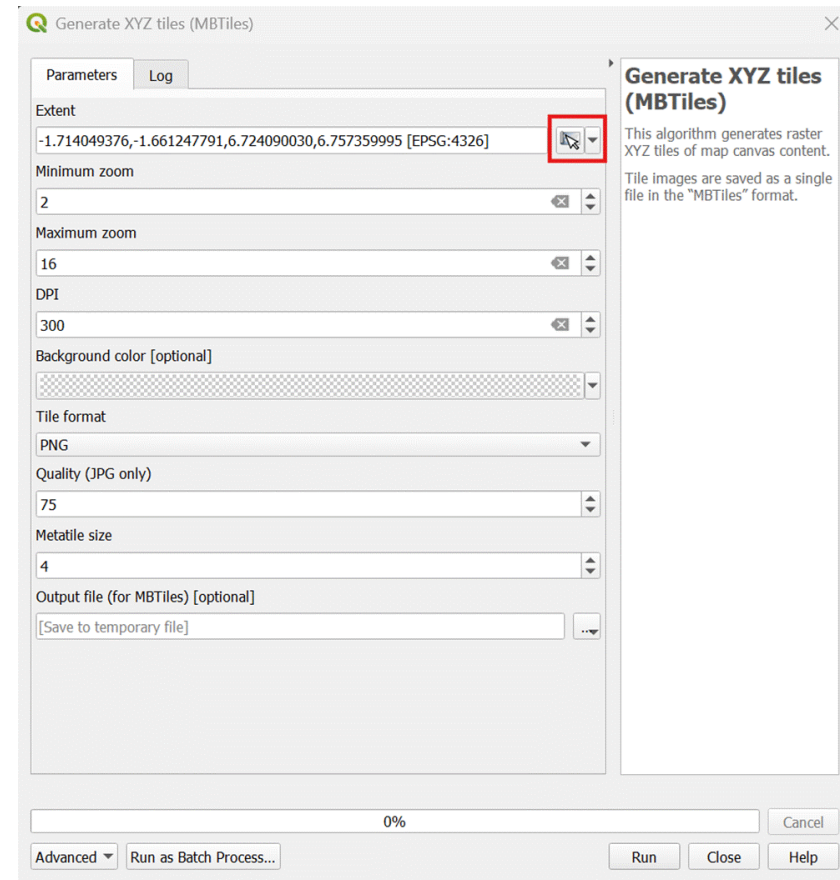 Generate XYZ tiles (MBTiles)
Parameters
Log
Extent
-1.714049376,-1.661247791,6.724090030,6.757359995 [EPSG:4326]
Minimum zoom
2
Maximum zoom
16
DPI
300
Background color [optional]
Tile format
PNG
Quality (JPG only)
75
Metatile size
4
Output file (for MBTiles) [optional]
[Save to temporary file]
...
Generate XYZ tiles
(MBTiles)
This algorithm generates raster
XYZ tiles of map canvas content.
Tile images are saved as a single
file in the “MBTiles” format.
0%
Cancel
Advanced
Run as Batch Process...
Run
Close
Help